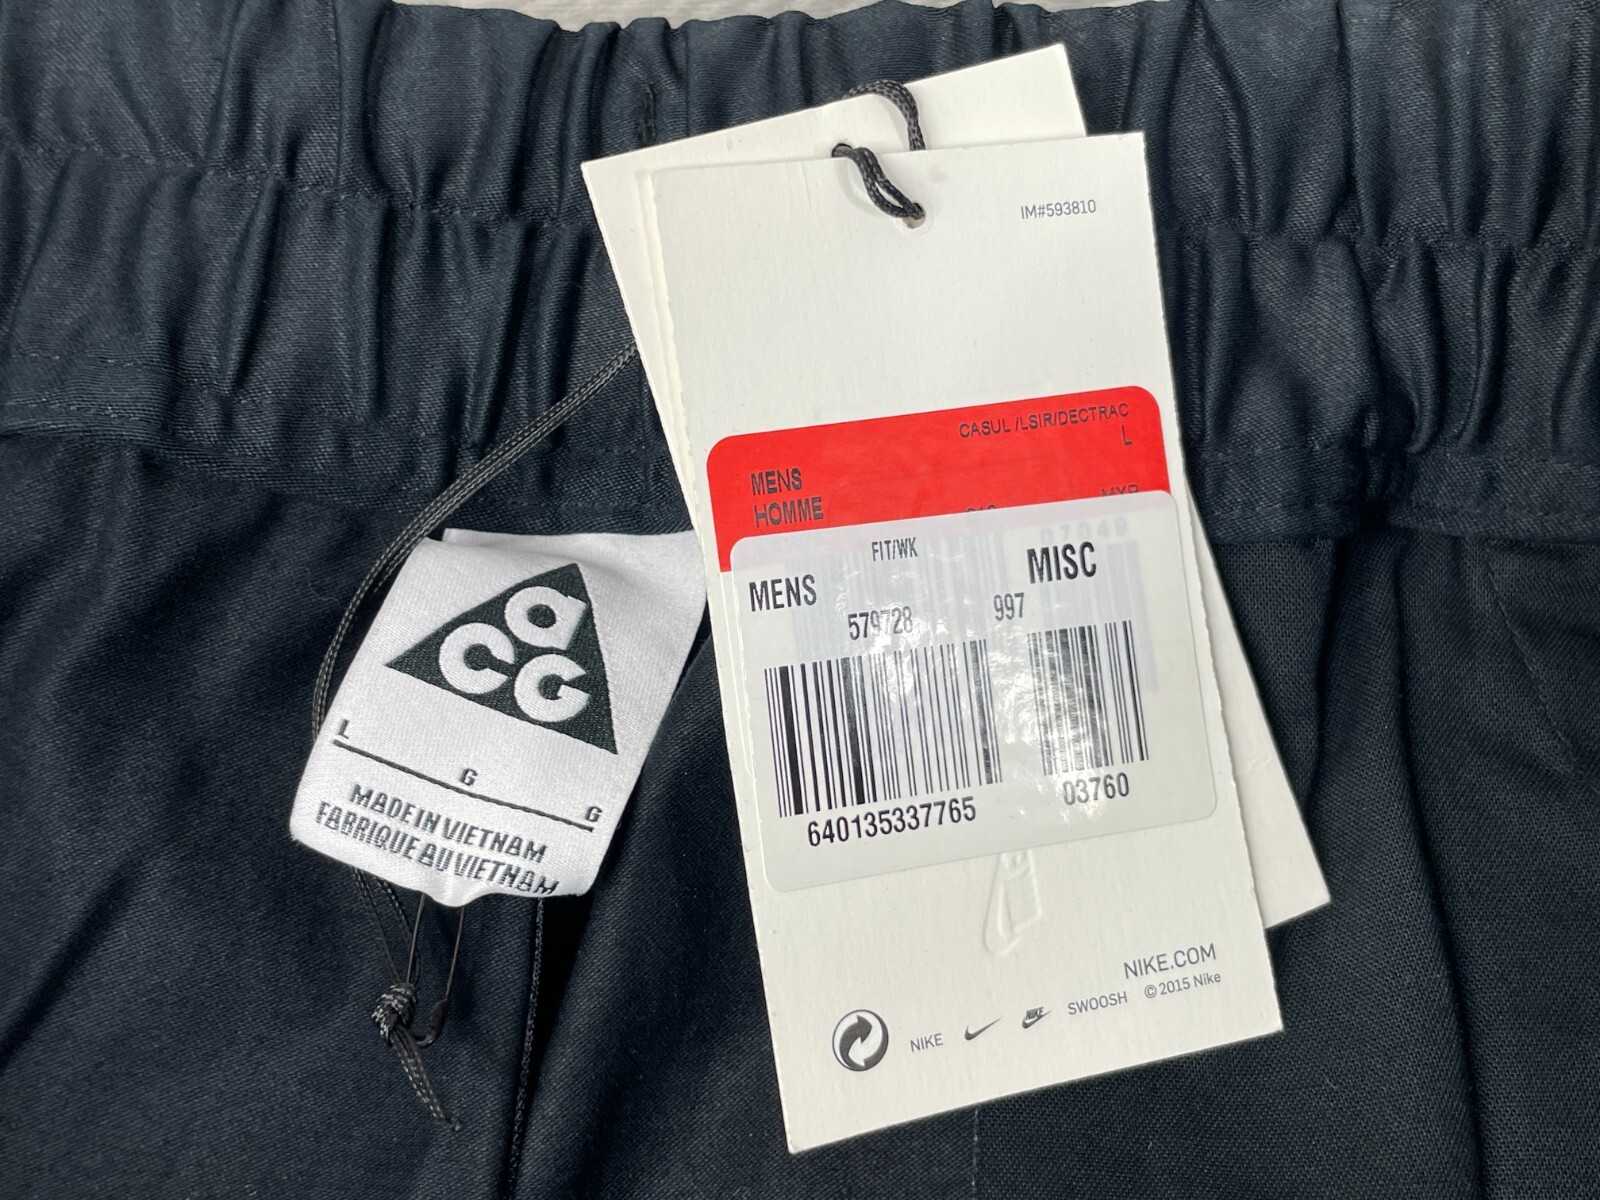 IM#593810
CASUL /LSIR/DECTRAC
L
MENS
HOMME
FIT/WK
MENS
MISC
579728
997
640135337765
03760
NIKE.COM
NIKE
NIKE
SWOOSH
©2015 Nike
acG
L
G
G
MADE IN VIETNAM
FABRIQUE AU VIETNAM